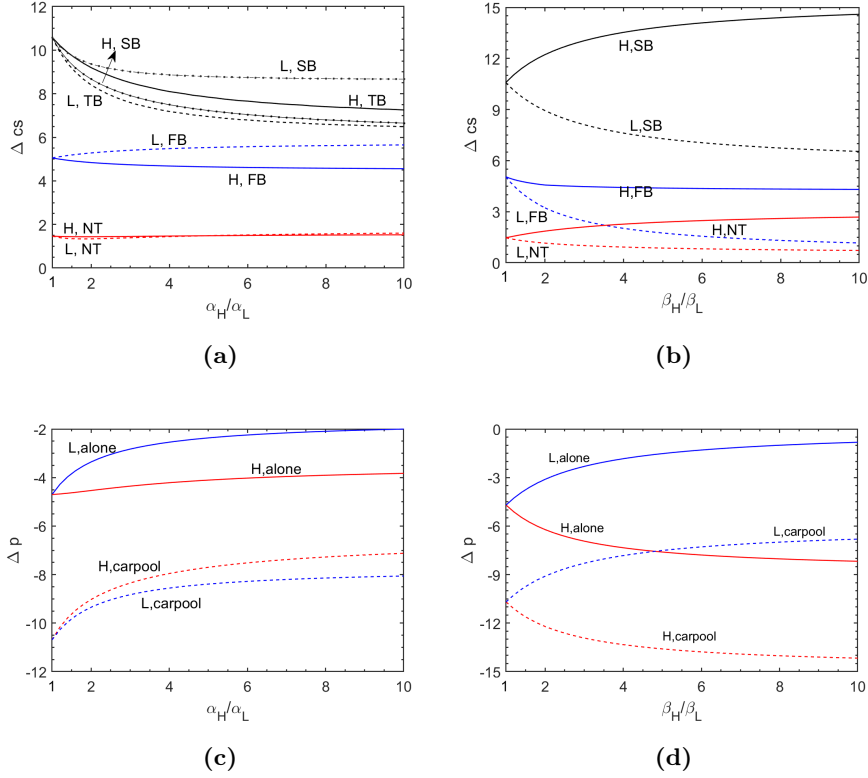 12
10
8
6
4
2
0
Δ cs
H, SB
L, SB
L, TB
H, TB
L, FB
H, FB
H, NT
L, NT
1 2 4 6 8 10
α_H/α_L
(a)
15
12
9
6
3
0
Δ cs
H,SB
L,SB
H,FB
L,FB
H,NT
L,NT
1 2 4 6 8 10
β_H/β_L
(b)
-2
-4
-6
-8
-10
-12
Δ p
L,alone
H,alone
H,carpool
L,carpool
1 2 4 6 8 10
α_H/α_L
(c)
0
-3
-6
-9
-12
-15
Δ p
L,alone
H,alone
L,carpool
H,carpool
1 2 4 6 8 10
β_H/β_L
(d)